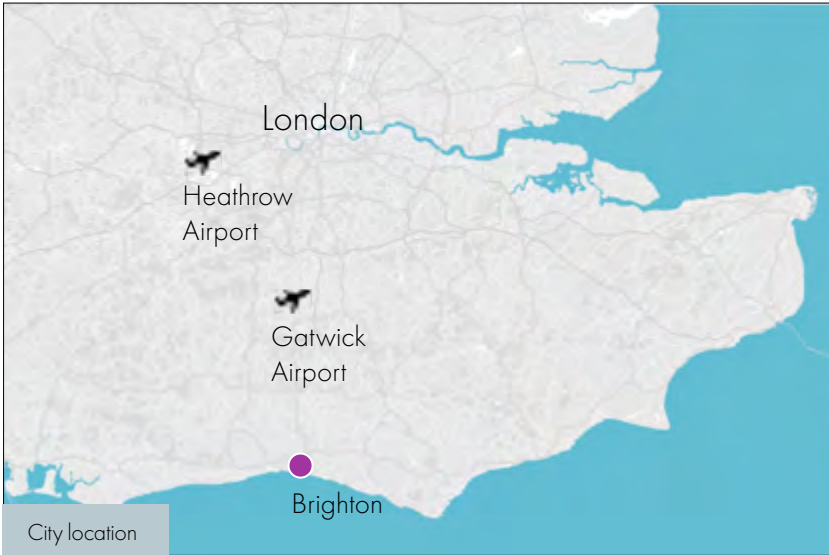 London
Heathrow
Airport
Gatwick
Airport
Brighton
City location